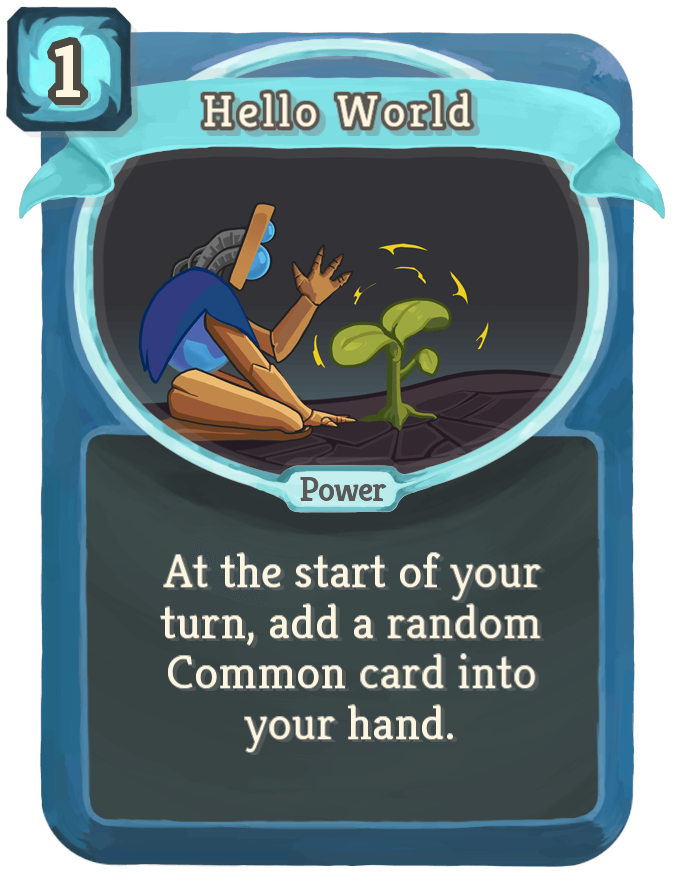 1
Hello World
Power
At the start of your
turn, add a random
Common card into
your hand.